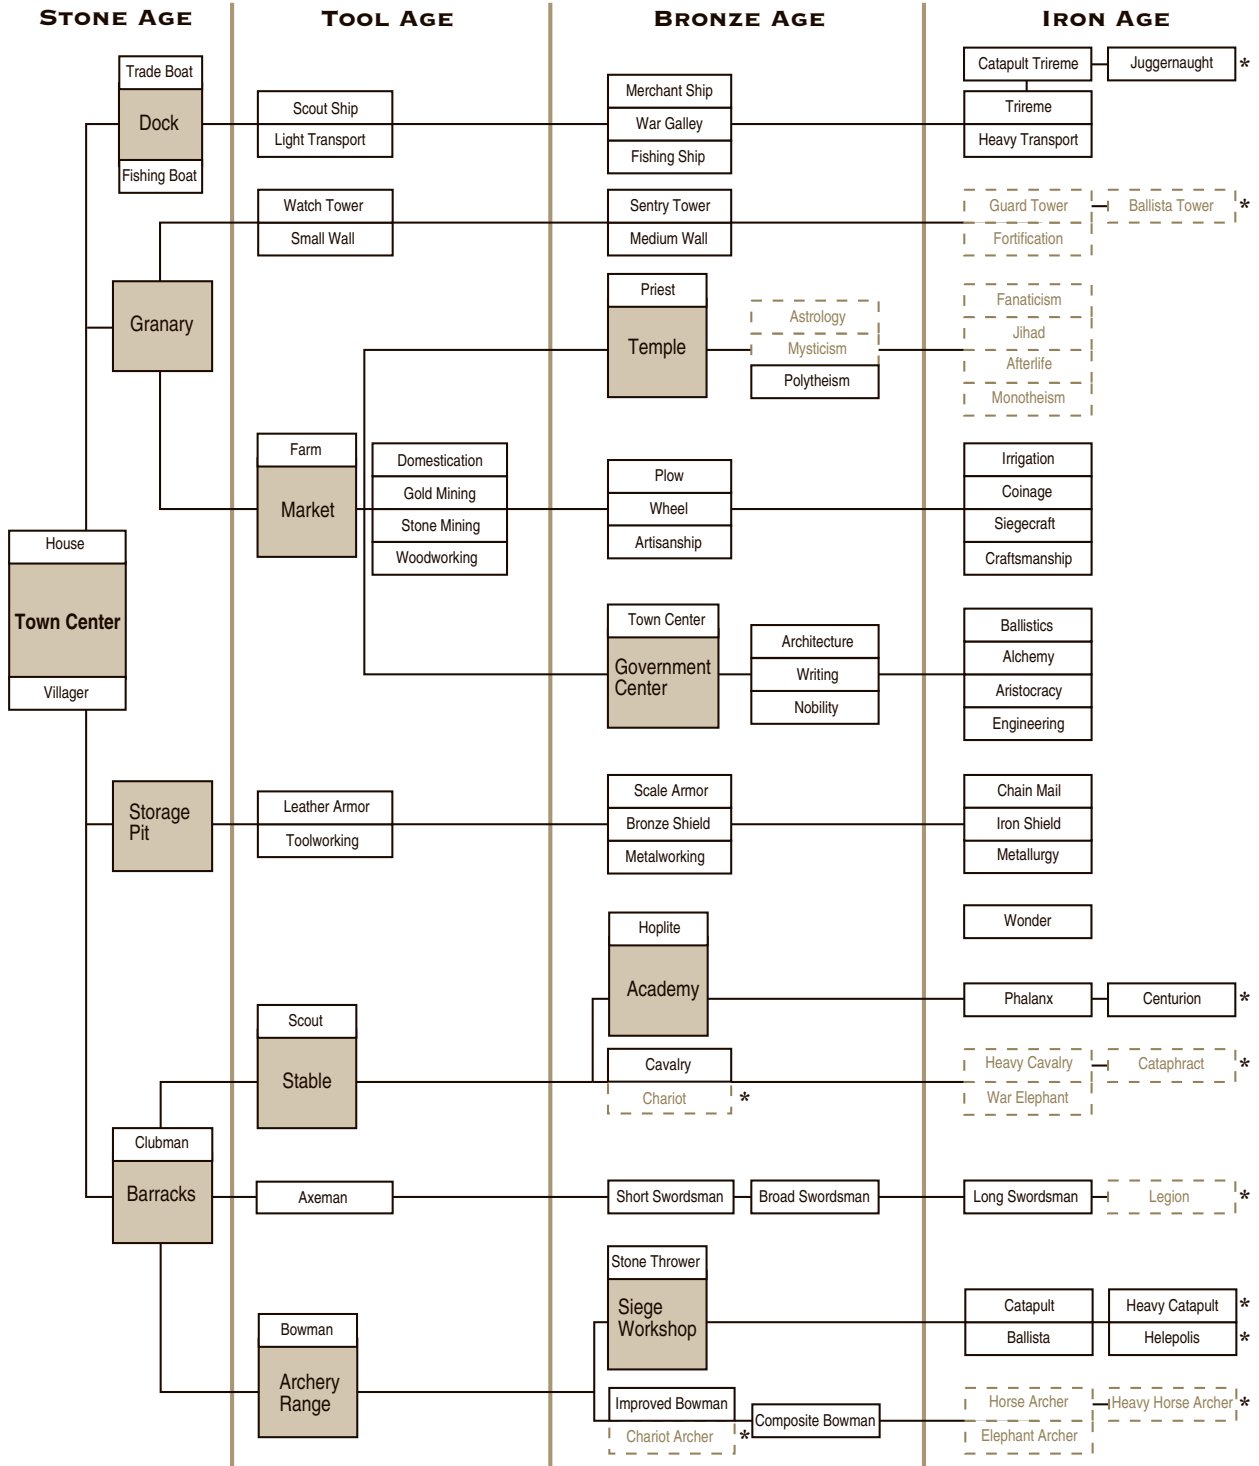 STONE AGE
TOOL AGE
BRONZE AGE
IRON AGE
Trade Boat
Dock
Fishing Boat
Scout Ship
Light Transport
Merchant Ship
War Galley
Fishing Ship
Catapult Trireme
Juggernaught *
Trireme
Heavy Transport
Watch Tower
Small Wall
Sentry Tower
Medium Wall
Guard Tower
Ballista Tower *
Fortification
Granary
Priest
Temple
Astrology
Mysticism
Polytheism
Fanaticism
Jihad
Afterlife
Monotheism
Farm
Market
Domestication
Gold Mining
Stone Mining
Woodworking
Plow
Wheel
Artisanship
Irrigation
Coinage
Siegecraft
Craftsmanship
House
Town Center
Villager
Town Center
Government
Center
Architecture
Writing
Nobility
Ballistics
Alchemy
Aristocracy
Engineering
Storage
Pit
Leather Armor
Toolworking
Scale Armor
Bronze Shield
Metalworking
Chain Mail
Iron Shield
Metallurgy
Wonder
Hoplite
Academy
Phalanx
Centurion *
Scout
Stable
Cavalry
Chariot *
Heavy Cavalry
Cataphract *
War Elephant
Clubman
Barracks
Axeman
Short Swordsman
Broad Swordsman
Long Swordsman
Legion *
Stone Thrower
Siege
Workshop
Catapult
Heavy Catapult *
Ballista
Helepolis *
Bowman
Archery
Range
Improved Bowman
Chariot Archer *
Composite Bowman
Horse Archer
Heavy Horse Archer *
Elephant Archer